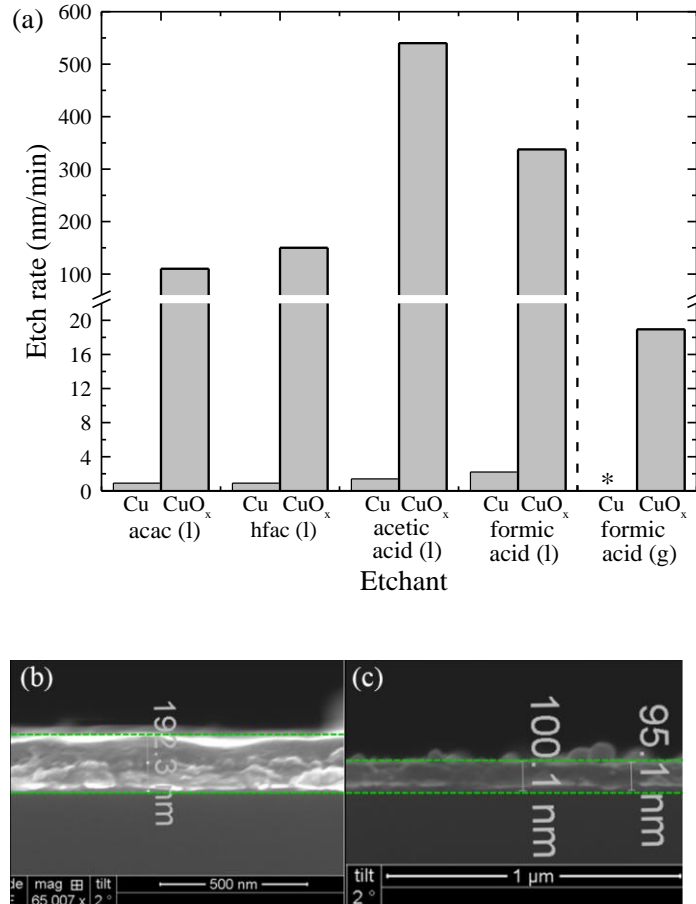 (a)
600
500
400
300
200
100
20
16
12
8
4
0
Etch rate (nm/min)
*
Cu CuOₓ Cu CuOₓ Cu CuOₓ Cu CuOₓ Cu CuOₓ
acac (l) hfac (l) acetic acid (l) formic acid (l) formic acid (g)
Etchant
(b)
192.3 nm
mag tilt
65 007 x 2 °
500 nm
(c)
100.1 nm
95.1 nm
tilt
2 °
1 µm